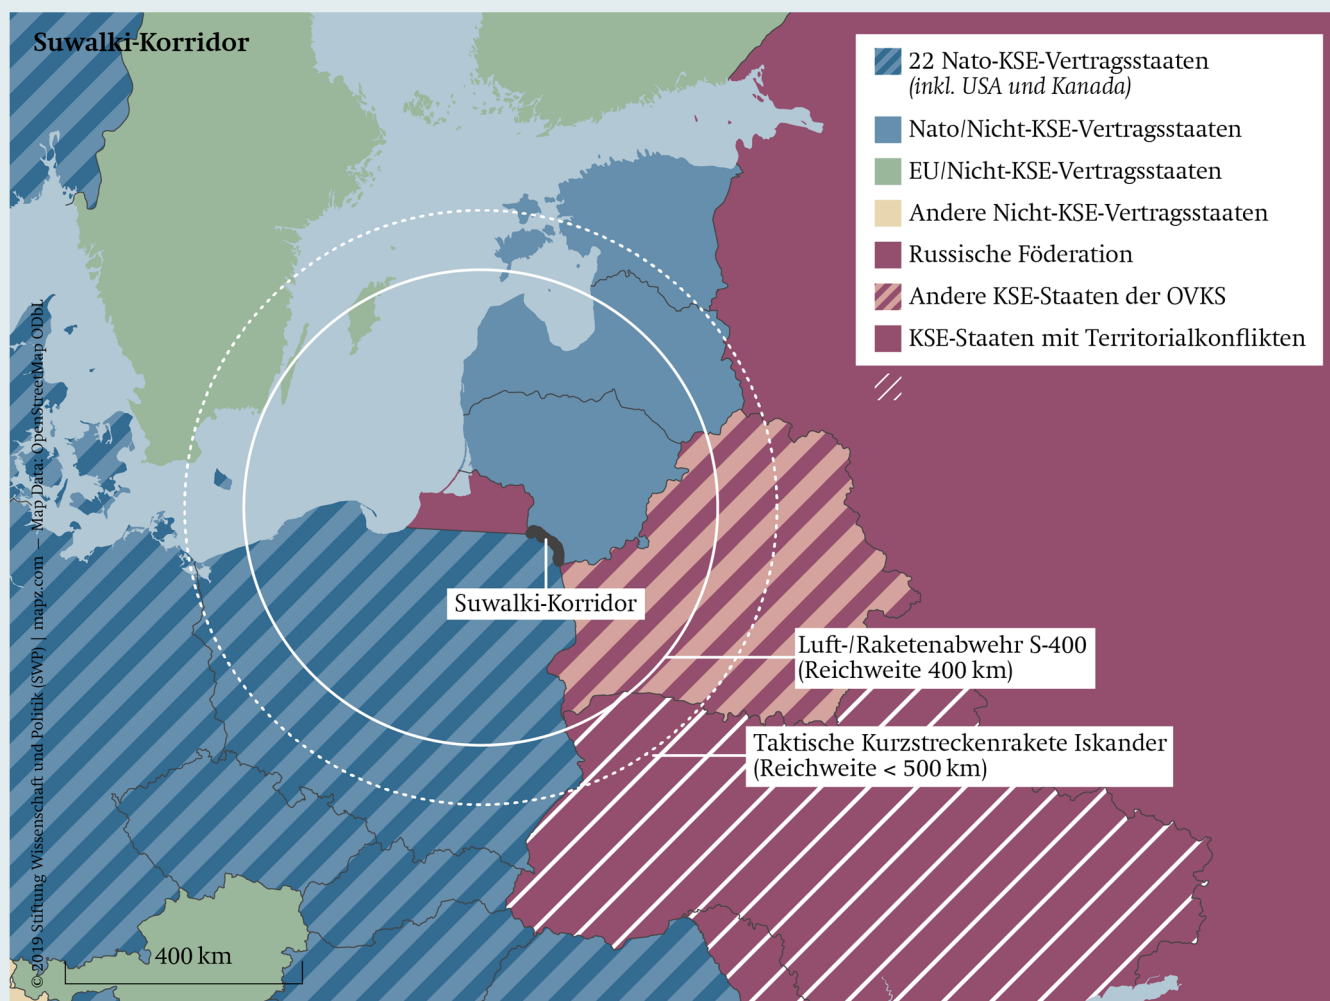 Suwalki-Korridor
22 Nato-KSE-Vertragsstaaten
(inkl. USA und Kanada)
Nato/Nicht-KSE-Vertragsstaaten
EU/Nicht-KSE-Vertragsstaaten
Andere Nicht-KSE-Vertragsstaaten
Russische Föderation
Andere KSE-Staaten der OVKS
KSE-Staaten mit Territorialkonflikten
Suwalki-Korridor
Luft-/Raketenabwehr S-400
(Reichweite 400 km)
Taktische Kurzstreckenrakete Iskander
(Reichweite < 500 km)
400 km
© 2019 Stiftung Wissenschaft und Politik (SWP) | mapz.com – Map Data: OpenStreetMap ODbL